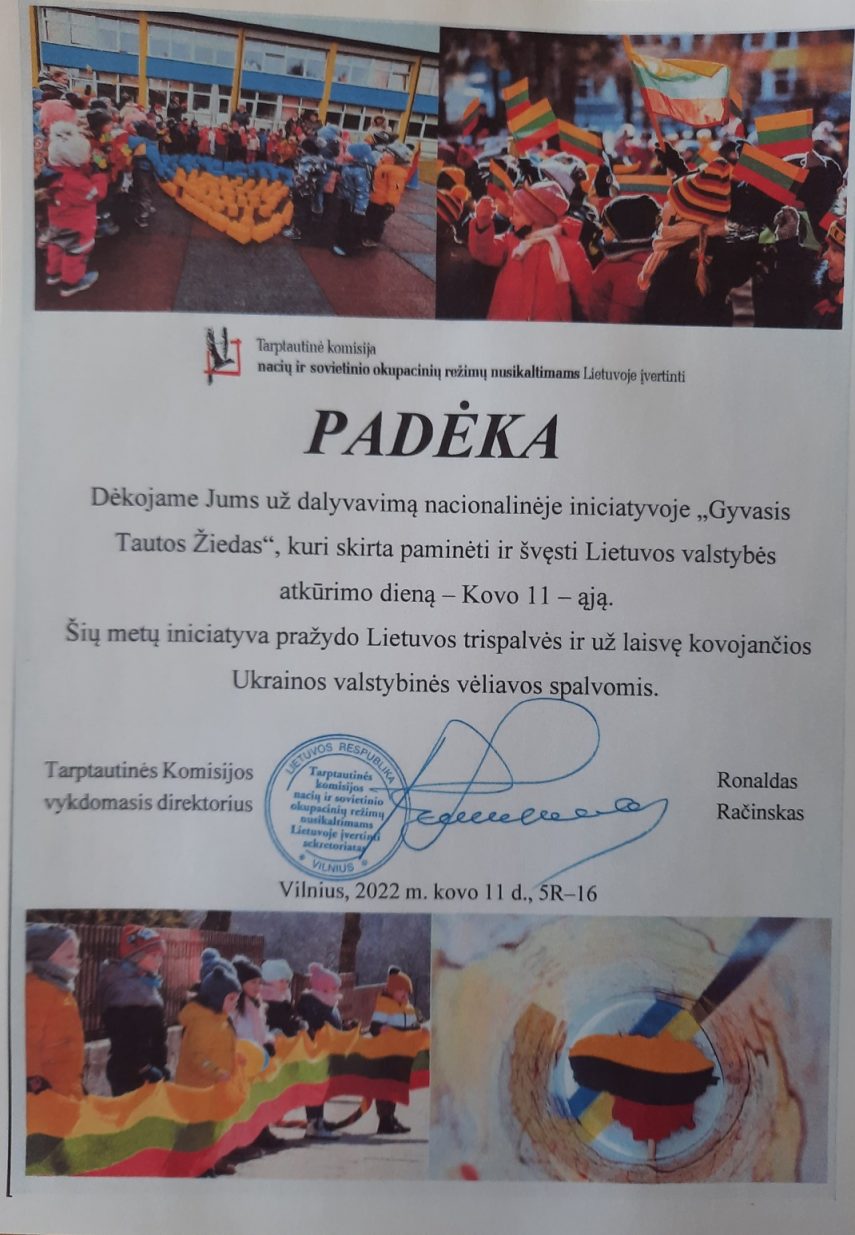 Tarptautinė komisija
nacių ir sovietinio okupacinių režimų nusikaltimams Lietuvoje įvertinti
PADĖKA
Dėkojame Jums už dalyvavimą nacionalinėje iniciatyvoje „Gyvasis
Tautos Žiedas“, kuri skirta paminėti ir švęsti Lietuvos valstybės
atkūrimo dieną – Kovo 11 – ąją.
Šių metų iniciatyva pražydo Lietuvos trispalvės ir už laisvę kovojančios
Ukrainos valstybinės vėliavos spalvomis.
Tarptautinės Komisijos
vykdomasis direktorius
LIETUVOS RESPUBLIKA
Tarptautinės
komisijos
nacių ir sovietinio
okupacinių režimų
nusikaltimams
Lietuvoje įvertinti
sekretoriatas
* VILNIUS *
Ronaldas
Račinskas
Vilnius, 2022 m. kovo 11 d., 5R–16